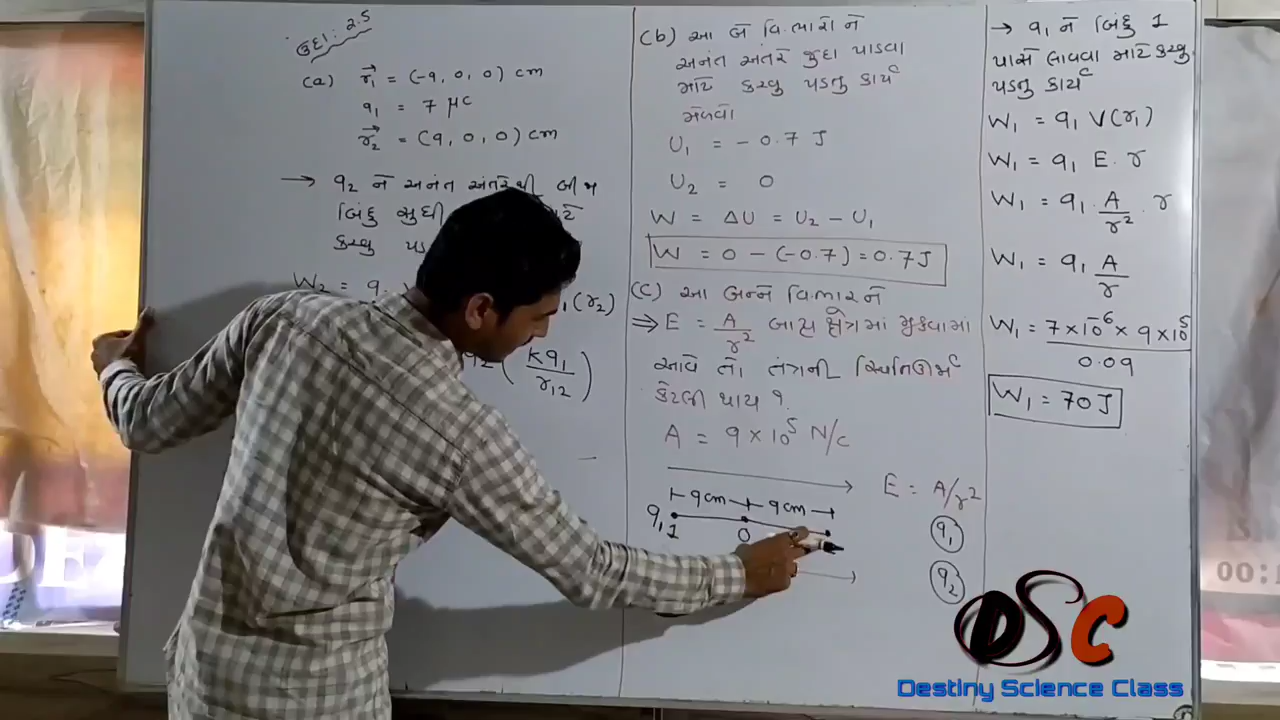 ઉદા: 2.5
(a) r₁ = (-9, 0, 0) cm
q₁ = 7 μC
r₂ = (9, 0, 0) cm
→ q₂ ને અનંત અંતરેથી બીજા
બિંદુ સુધી
કરવુ
W₂ = q
(r₂)
q₂ ( kq₁ / r₁₂ )
(b) આ બે વિ.ભારો ને
અનંત અંતરે જુદા પાડવા
માટે કરવુ પડતુ કાર્ય
મેળવો
U₁ = - 0.7 J
U₂ = 0
W = ΔU = U₂ - U₁
W = 0 - (-0.7) = 0.7 J
(c) આ બન્ને વિ.ભારને
⇒ E = A/r² બાહ્ય ક્ષેત્રમાં મુકવામાં
આવે તો તંત્રની સ્થિતિઊર્જા
કેટલી થાય ?
A = 9 × 10⁵ N/C
9 cm 9 cm
q₁ 1 0
E = A/r²
q₁
q₂
→ q₁ ને બિંદુ 1
પાસે લાવવા માટે કરવુ
પડતુ કાર્ય
W₁ = q₁ V(r₁)
W₁ = q₁ E . r
W₁ = q₁ . A/r² . r
W₁ = q₁ A/r
W₁ = 7 × 10⁻⁶ × 9 × 10⁵ / 0.09
W₁ = 70 J
DSC
Destiny Science Class
00: